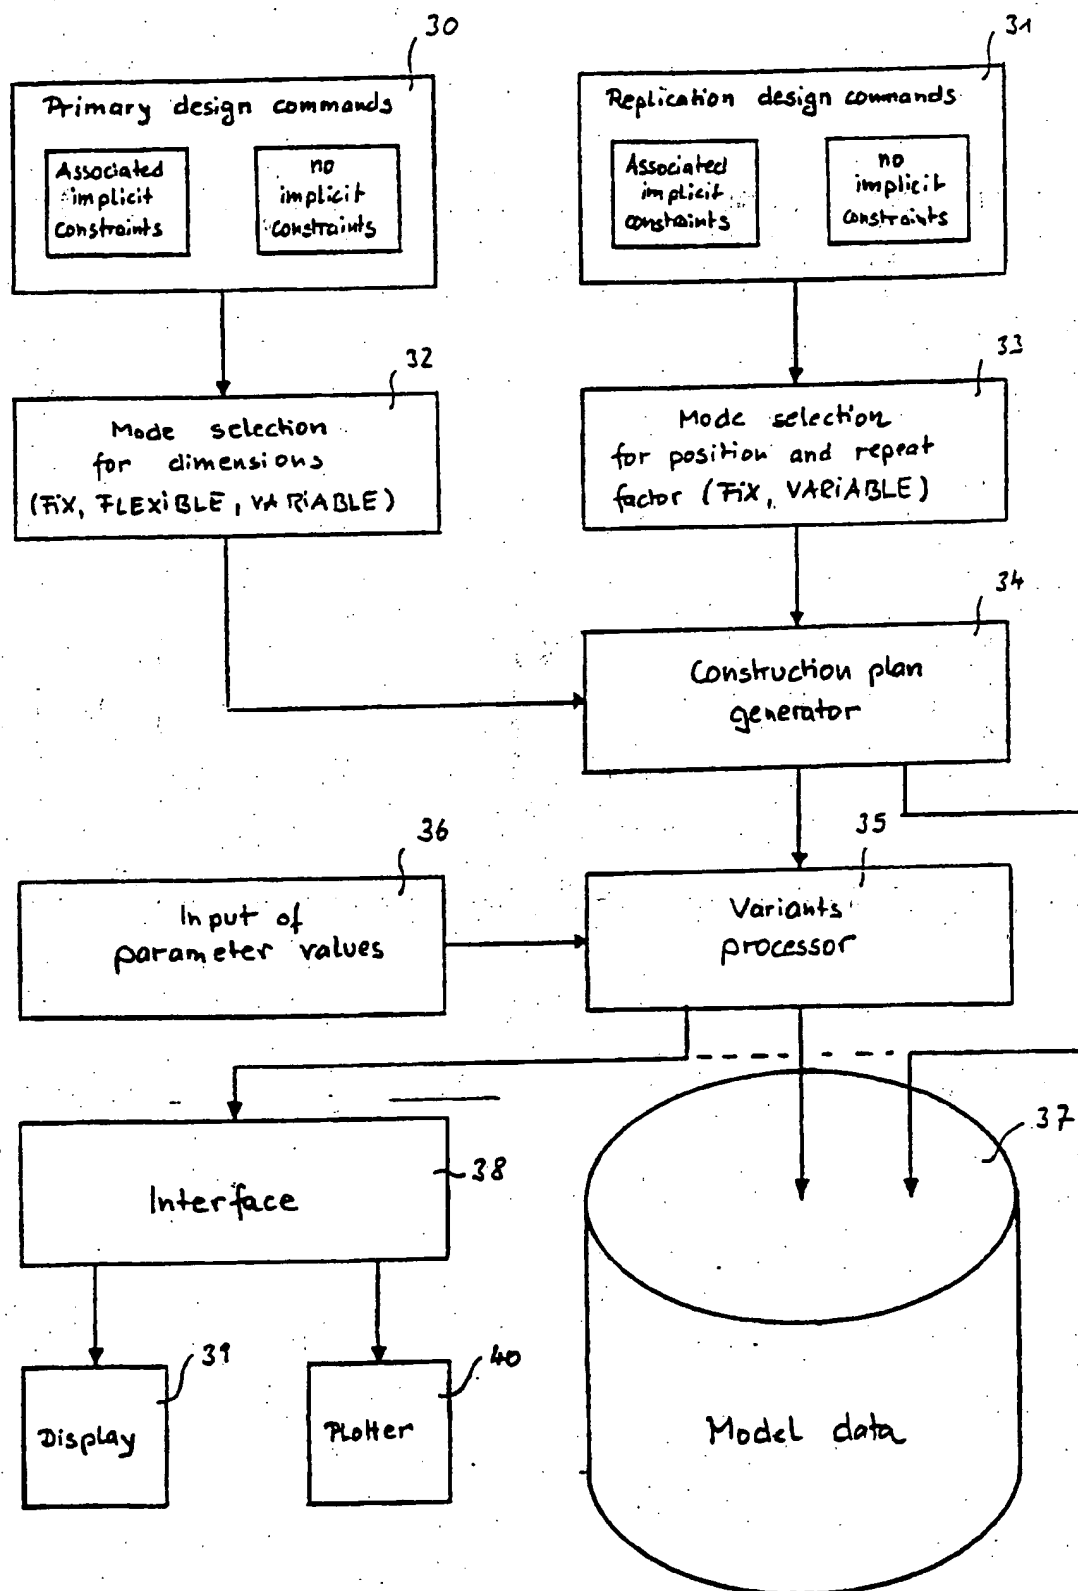 30
Primary design commands
Associated
implicit
constraints
no
implicit
constraints
31
Replication design commands
Associated
implicit
constraints
no
implicit
constraints
32
Mode selection
for dimensions
(FIX, FLEXIBLE, VARIABLE)
33
Mode selection
for position and repeat
factor (FIX, VARIABLE)
34
Construction plan
generator
35
Variants
processor
36
Input of
parameter values
37
Model data
38
Interface
39
Display
40
Plotter